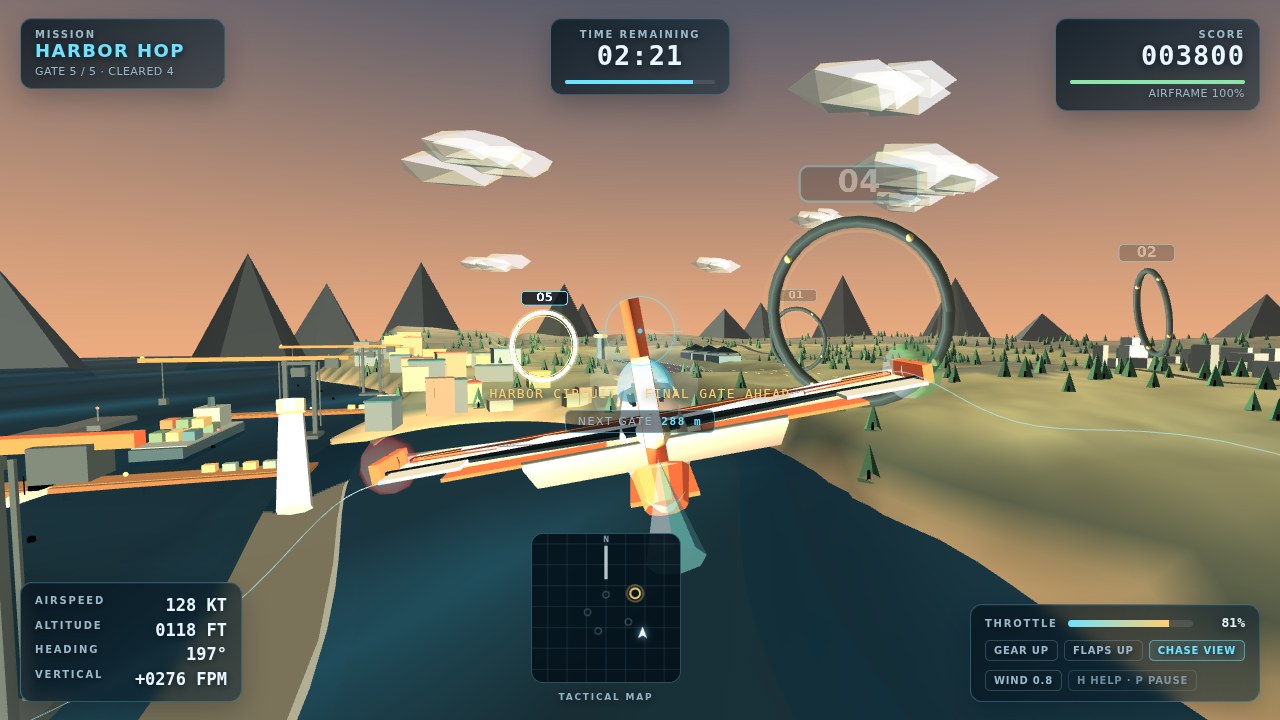 MISSION
HARBOR HOP
GATE 5 / 5 · CLEARED 4
TIME REMAINING
02:21
SCORE
003800
AIRFRAME 100%
04
02
05
01
FINAL GATE AHEAD
NEXT GATE 288 m
AIRSPEED 128 KT
ALTITUDE 0118 FT
HEADING 197°
VERTICAL +0276 FPM
N
TACTICAL MAP
THROTTLE 81%
GEAR UP FLAPS UP CHASE VIEW
WIND 0.8 H HELP · P PAUSE